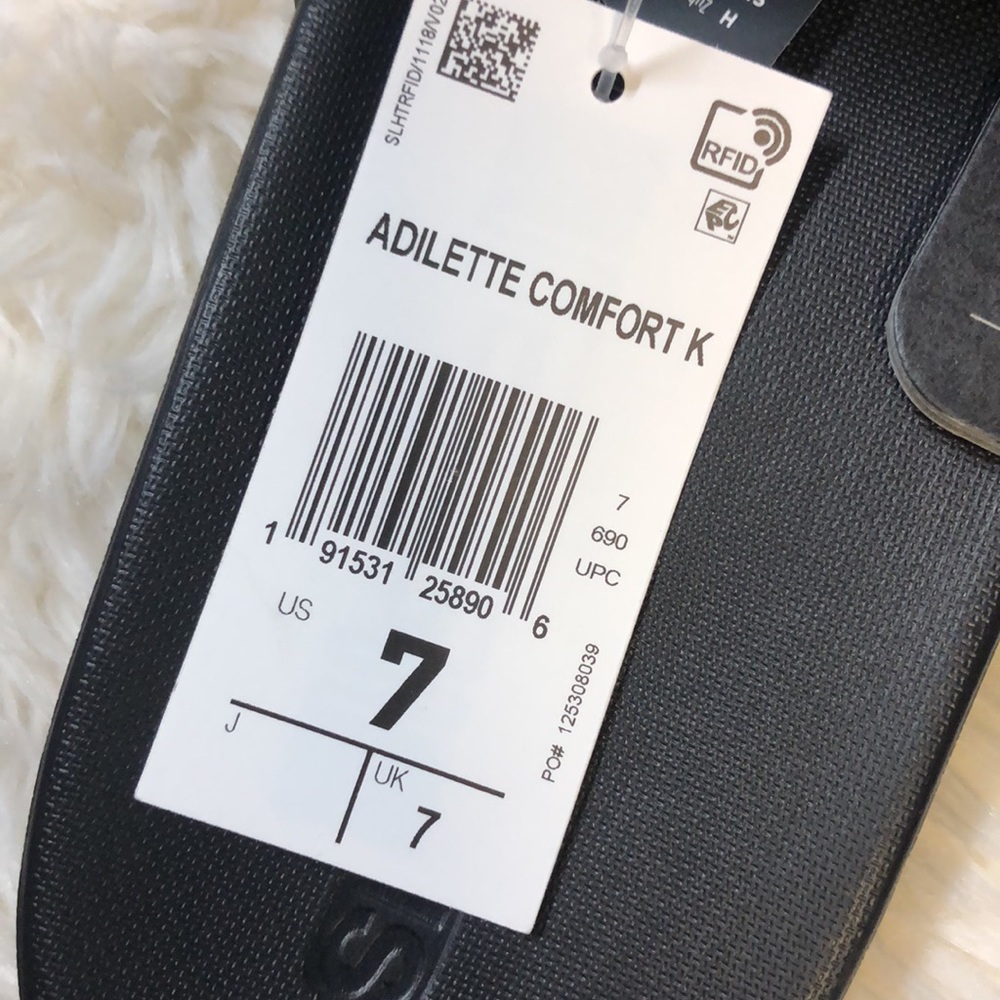 SLHTRFID/1118/V02
RFID
ADILETTE COMFORT K
1 91531 25890 6
7
690
UPC
US
7
J
UK
7
PO# 125308039
S
H